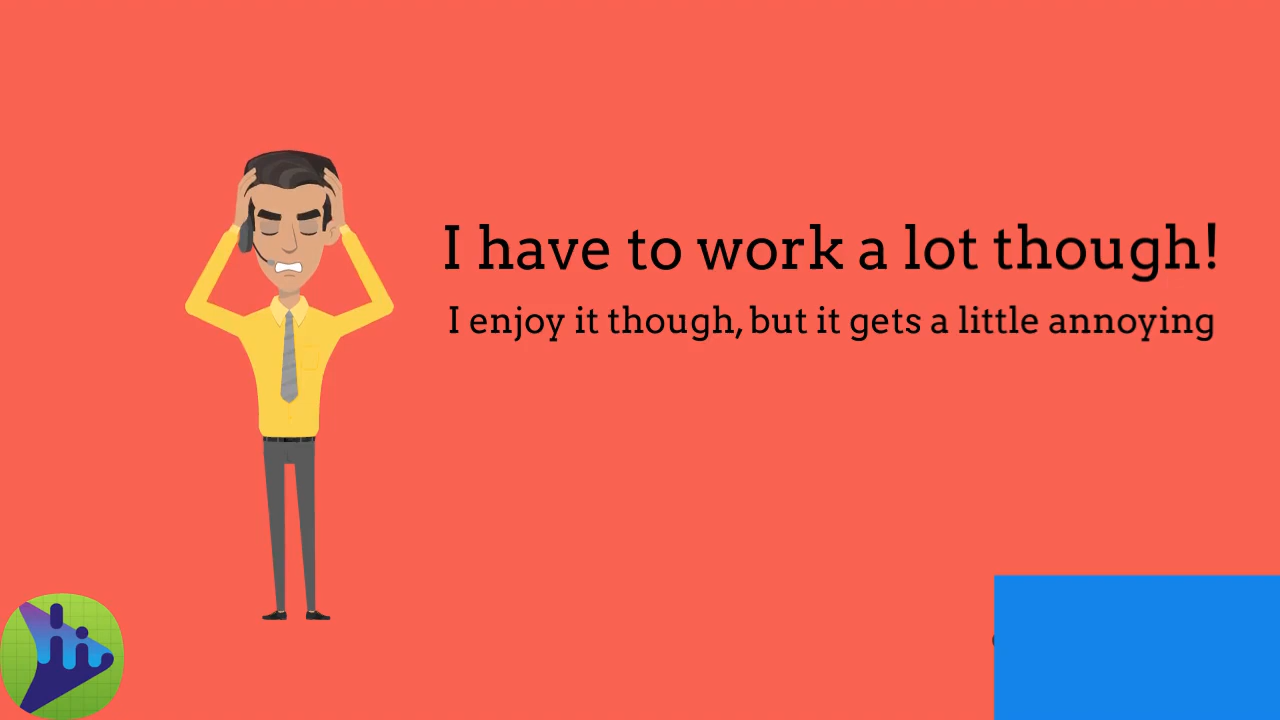 I have to work a lot though!
I enjoy it though, but it gets a little annoying